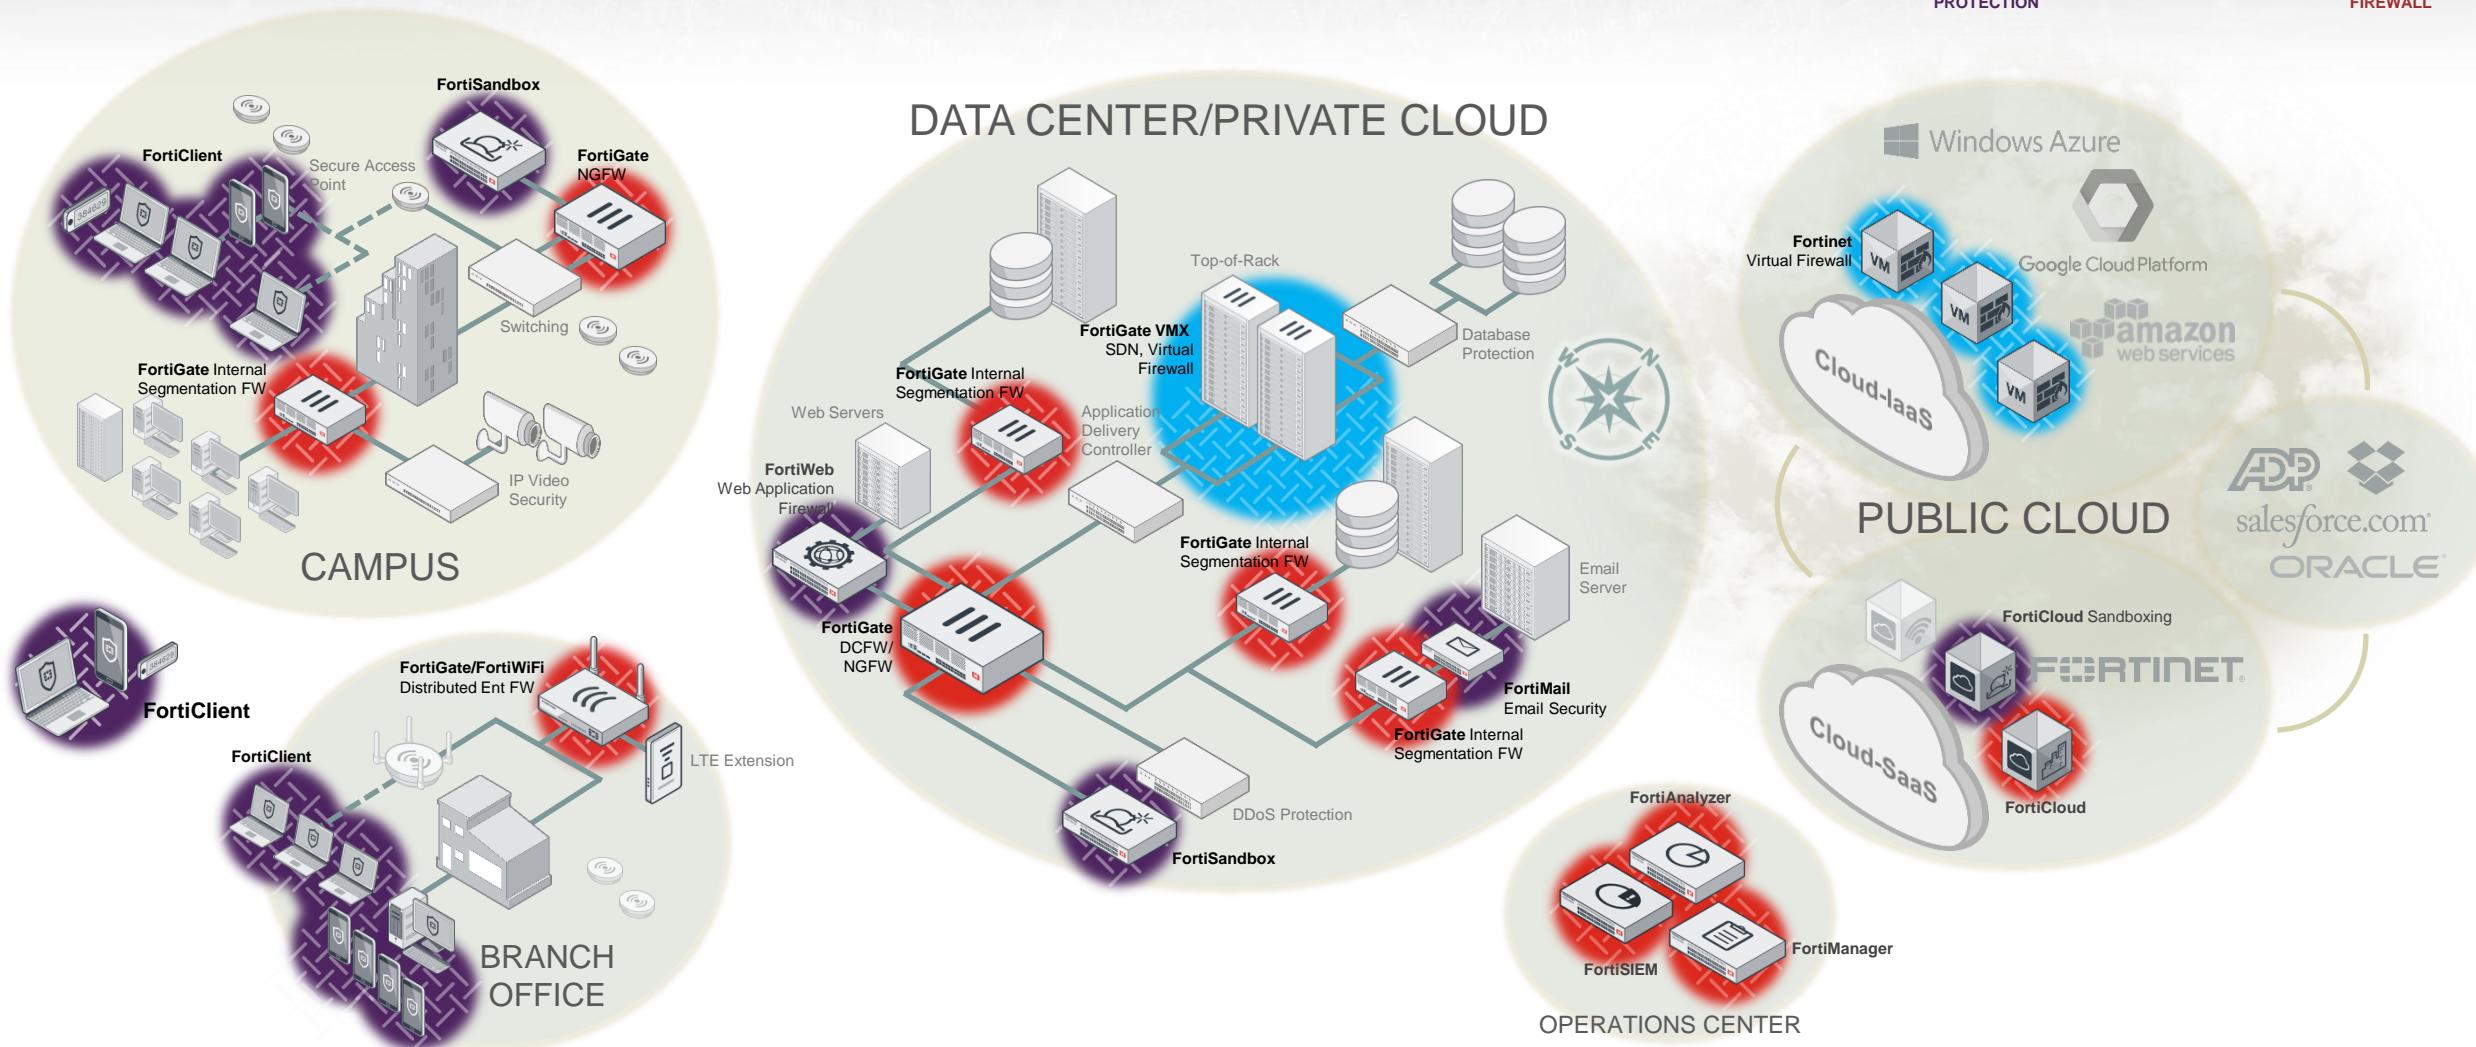 PROTECTION
FIREWALL
FortiSandbox
FortiClient
Secure Access
Point
FortiGate
NGFW
384629
Switching
FortiGate Internal
Segmentation FW
IP Video
Security
CAMPUS
FortiClient
384629
FortiGate/FortiWiFi
Distributed Ent FW
LTE Extension
FortiClient
BRANCH
OFFICE
DATA CENTER/PRIVATE CLOUD
Top-of-Rack
FortiGate VMX
SDN, Virtual
Firewall
Database
Protection
FortiGate Internal
Segmentation FW
Web Servers
Application
Delivery
Controller
FortiWeb
Web Application
Firewall
FortiGate Internal
Segmentation FW
Email
Server
FortiGate
DCFW/
NGFW
FortiMail
Email Security
FortiGate Internal
Segmentation FW
DDoS Protection
FortiSandbox
W
N
S
E
Windows Azure
Fortinet
Virtual Firewall
VM
Google Cloud Platform
VM
amazon
web services
VM
Cloud-IaaS
ADP
PUBLIC CLOUD
salesforce.com
ORACLE
FortiCloud Sandboxing
FORTINET
Cloud-SaaS
FortiCloud
FortiAnalyzer
FortiManager
FortiSIEM
OPERATIONS CENTER